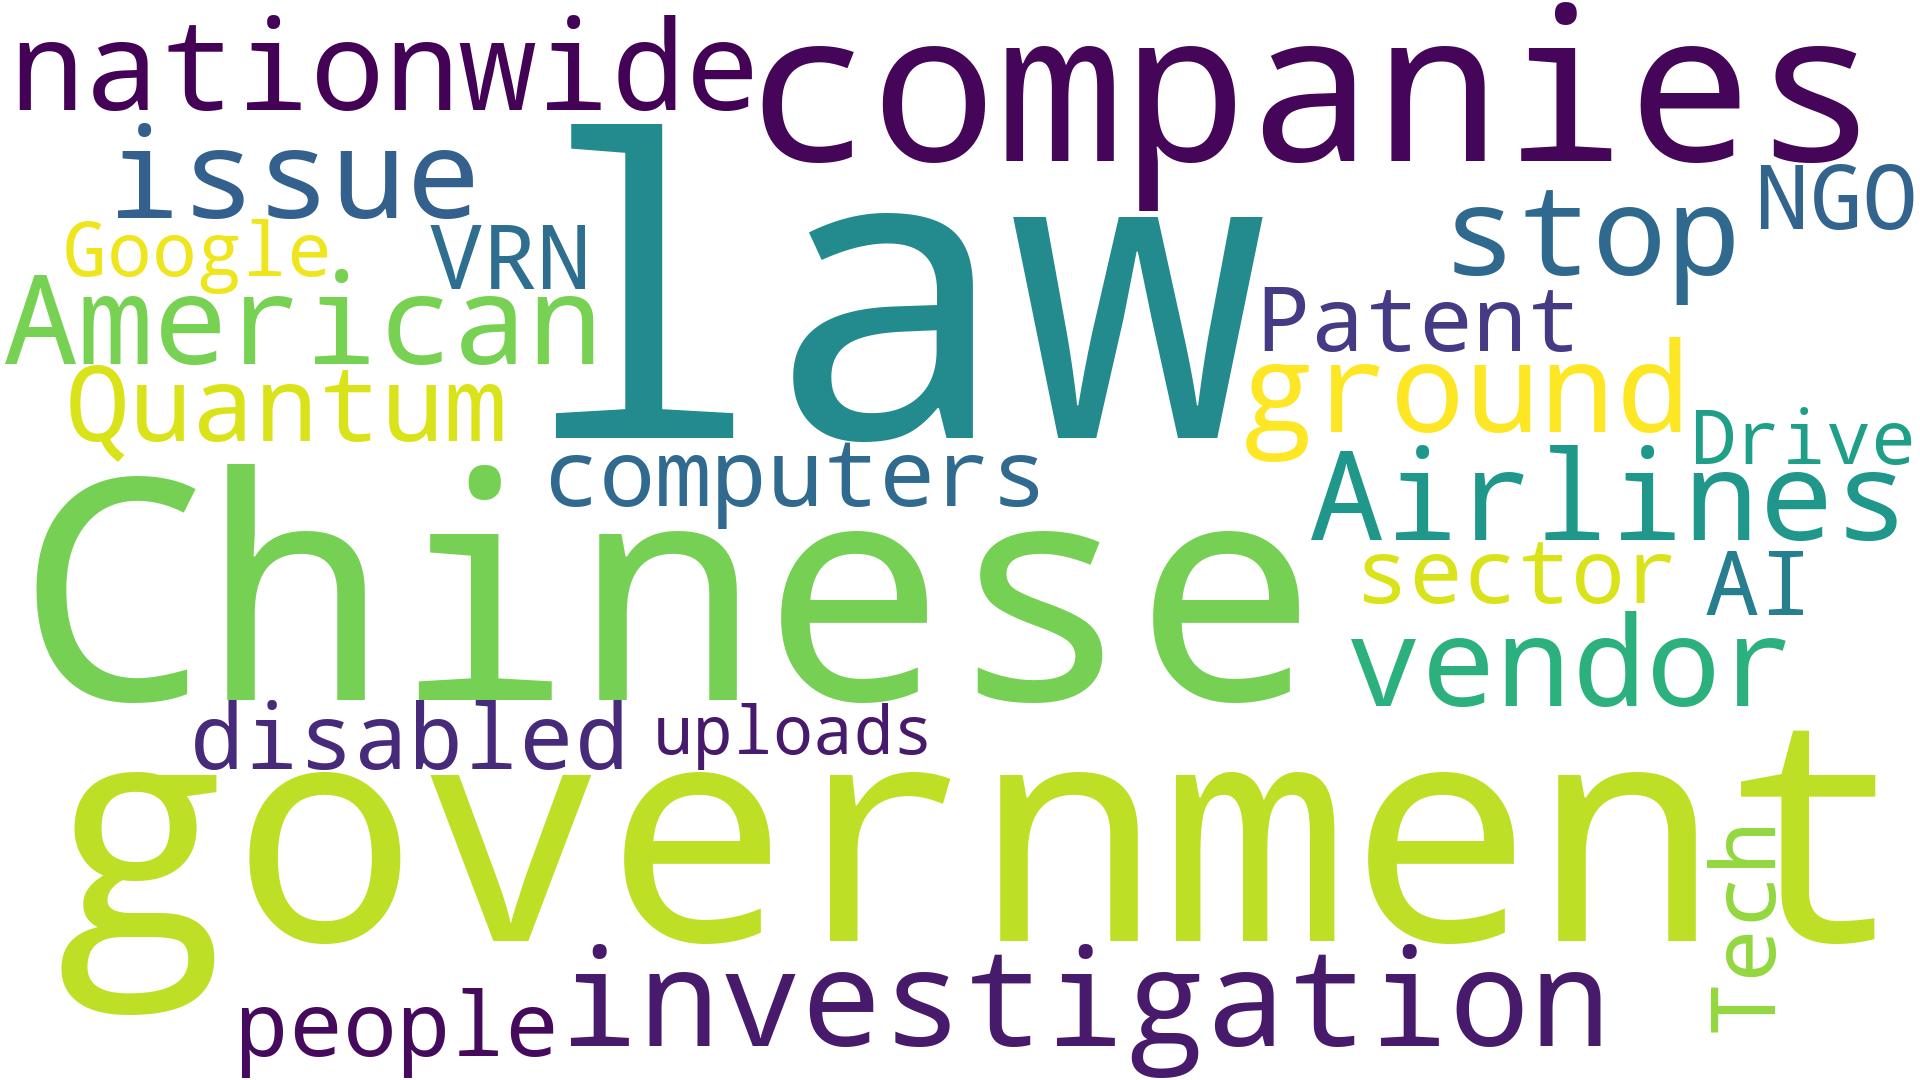 nationwide
companies
issue
law
stop
NGO
Google
VRN
American
Patent
Quantum
ground
Drive
computers
Airlines
Chinese
sector
AI
vendor
disabled
uploads
government
Tech
people
investigation